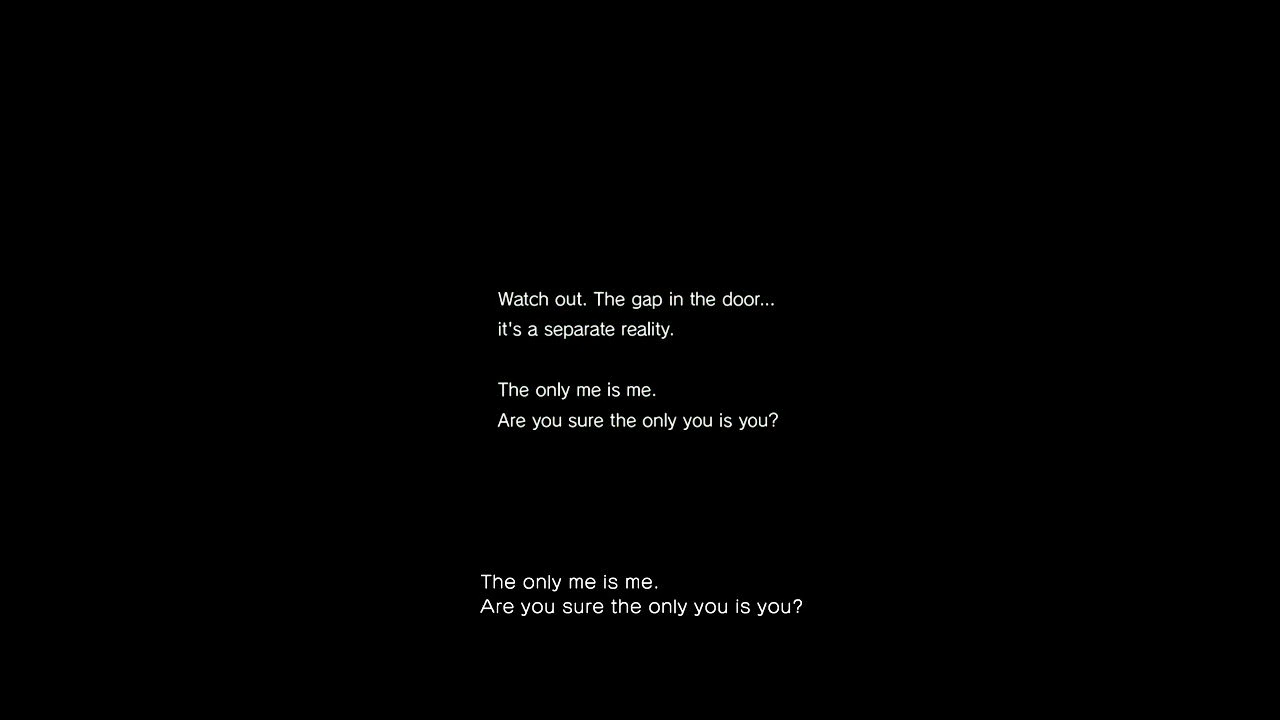 Watch out. The gap in the door...
it's a separate reality.
The only me is me.
Are you sure the only you is you?
The only me is me.
Are you sure the only you is you?